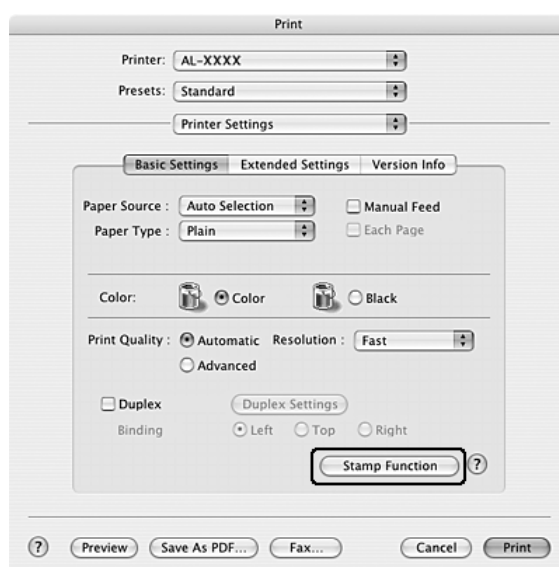 Print
Printer: AL-XXXX
Presets: Standard
Printer Settings
Basic Settings Extended Settings Version Info
Paper Source : Auto Selection Manual Feed
Paper Type : Plain Each Page
Color: Color Black
Print Quality : Automatic Resolution : Fast
Advanced
Duplex Duplex Settings
Binding Left Top Right
Stamp Function ?
? Preview Save As PDF... Fax... Cancel Print